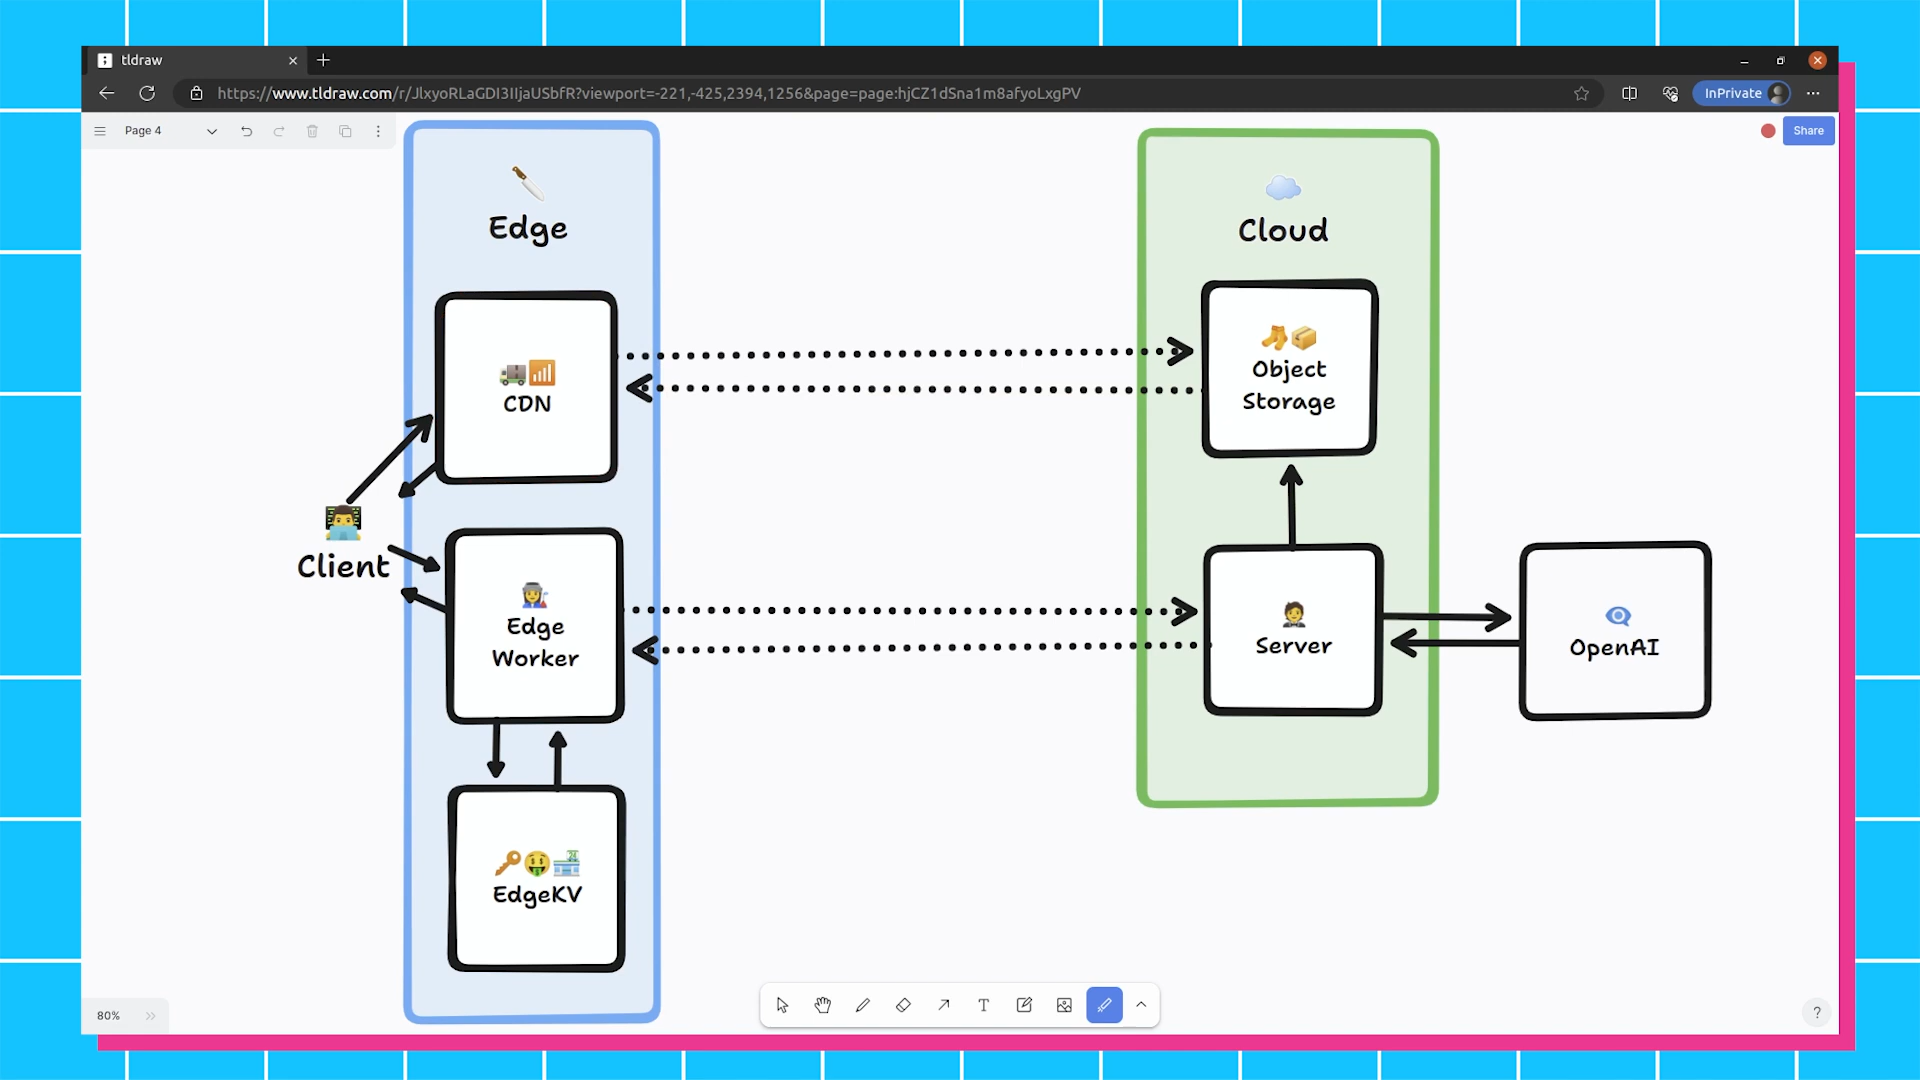 tldraw
https://www.tldraw.com/r/JlxyoRLaGDI3IIjaUSbfR?viewport=-221,-425,2394,1256&page=page:hjCZ1dSna1m8afyoLxgPV
InPrivate
Page 4
Share
Edge
Cloud
CDN
Object
Storage
Client
Edge
Worker
Server
OpenAI
EdgeKV
80%
T
?